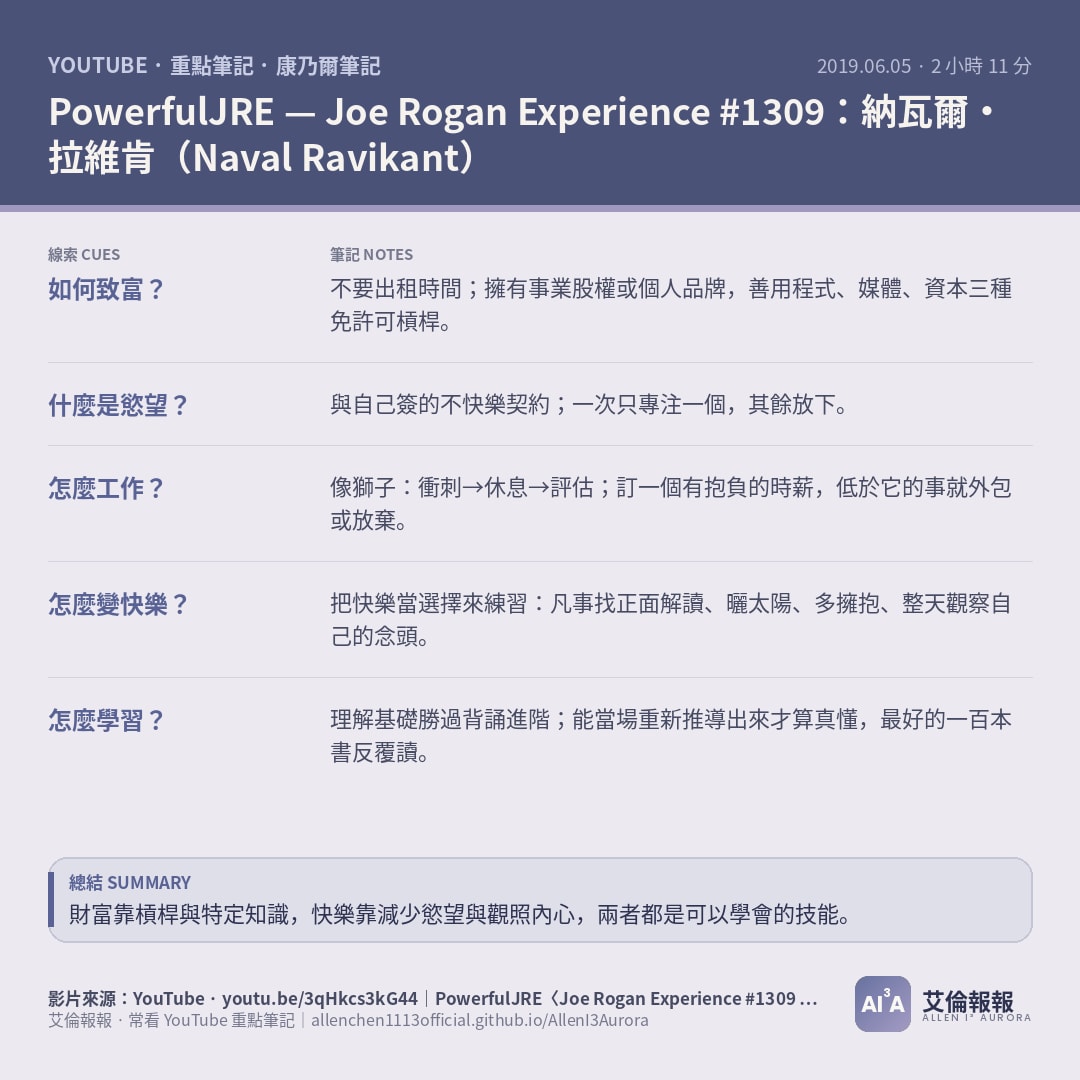 YOUTUBE · 重點筆記 · 康乃爾筆記
2019.06.05 · 2 小時 11 分
PowerfulJRE — Joe Rogan Experience #1309：納瓦爾・
拉維肯（Naval Ravikant）
線索 CUES
筆記 NOTES
如何致富？
不要出租時間；擁有事業股權或個人品牌，善用程式、媒體、資本三種
免許可槓桿。
什麼是慾望？
與自己簽的不快樂契約；一次只專注一個，其餘放下。
怎麼工作？
像獅子：衝刺→休息→評估；訂一個有抱負的時薪，低於它的事就外包
或放棄。
怎麼變快樂？
把快樂當選擇來練習：凡事找正面解讀、曬太陽、多擁抱、整天觀察自
己的念頭。
怎麼學習？
理解基礎勝過背誦進階；能當場重新推導出來才算真懂，最好的一百本
書反覆讀。
總結 SUMMARY
財富靠槓桿與特定知識，快樂靠減少慾望與觀照內心，兩者都是可以學會的技能。
影片來源：YouTube · youtu.be/3qHkcs3kG44｜PowerfulJRE〈Joe Rogan Experience #1309 …
艾倫報報 · 常看 YouTube 重點筆記｜allenchen1113official.github.io/AllenI3Aurora
AI³A
艾倫報報
ALLEN I³ AURORA